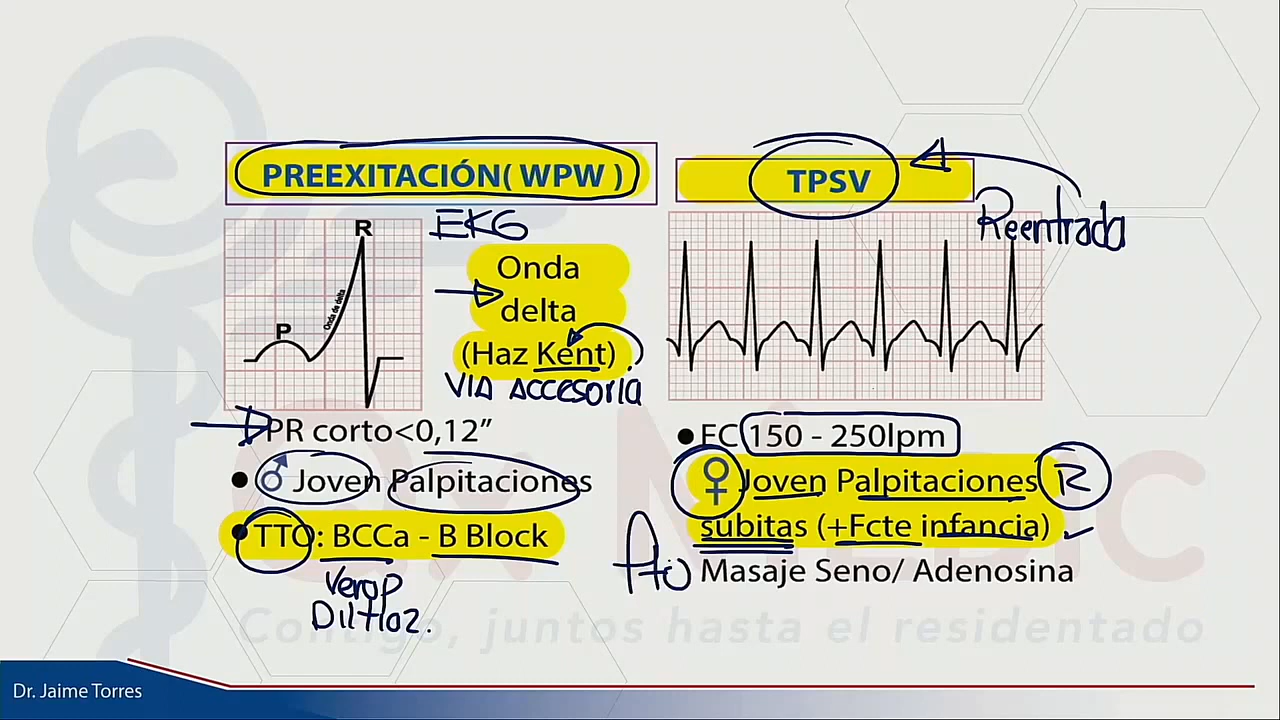 PREEXITACIÓN( WPW )
EKG
R
P
Onda de delta
Onda
delta
(Haz Kent)
VIA ACCESORIA
PR corto<0,12”
● ♂ Joven Palpitaciones
● TTO: BCCa - B Block
Verap
Diltiaz.
TPSV
Reentrada
● FC 150 - 250lpm
♀ Joven Palpitaciones R
súbitas (+Fcte infancia)
Tto Masaje Seno/ Adenosina
Contigo, juntos hasta el residentado
Dr. Jaime Torres